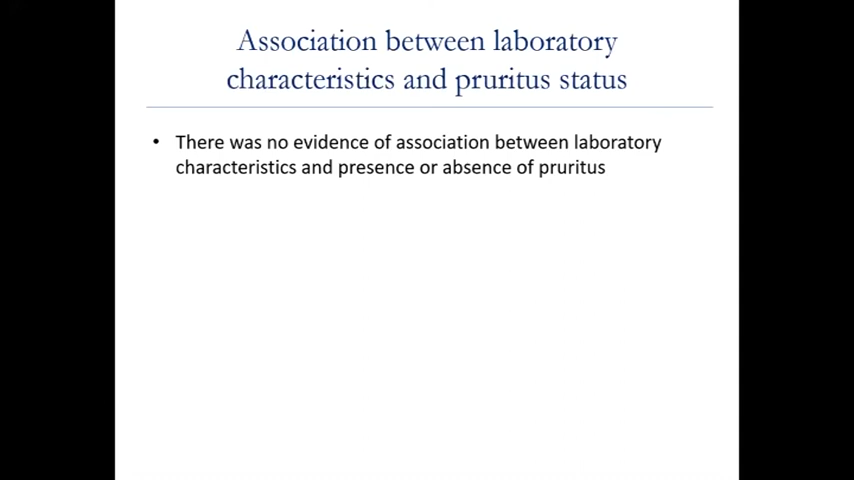 Association between laboratory
characteristics and pruritus status
• There was no evidence of association between laboratory
characteristics and presence or absence of pruritus